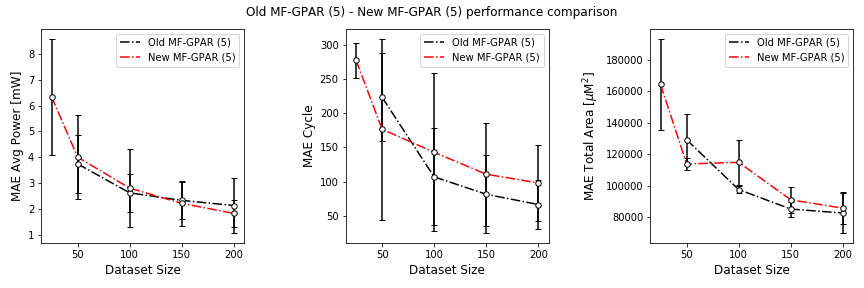 Old MF-GPAR (5) - New MF-GPAR (5) performance comparison
MAE Avg Power [mW]
9
8
7
6
5
4
3
2
1
Old MF-GPAR (5)
New MF-GPAR (5)
50
100
150
200
Dataset Size
MAE Cycle
300
250
200
150
100
50
Old MF-GPAR (5)
New MF-GPAR (5)
50
100
150
200
Dataset Size
MAE Total Area [μM²]
180000
160000
140000
120000
100000
80000
Old MF-GPAR (5)
New MF-GPAR (5)
50
100
150
200
Dataset Size